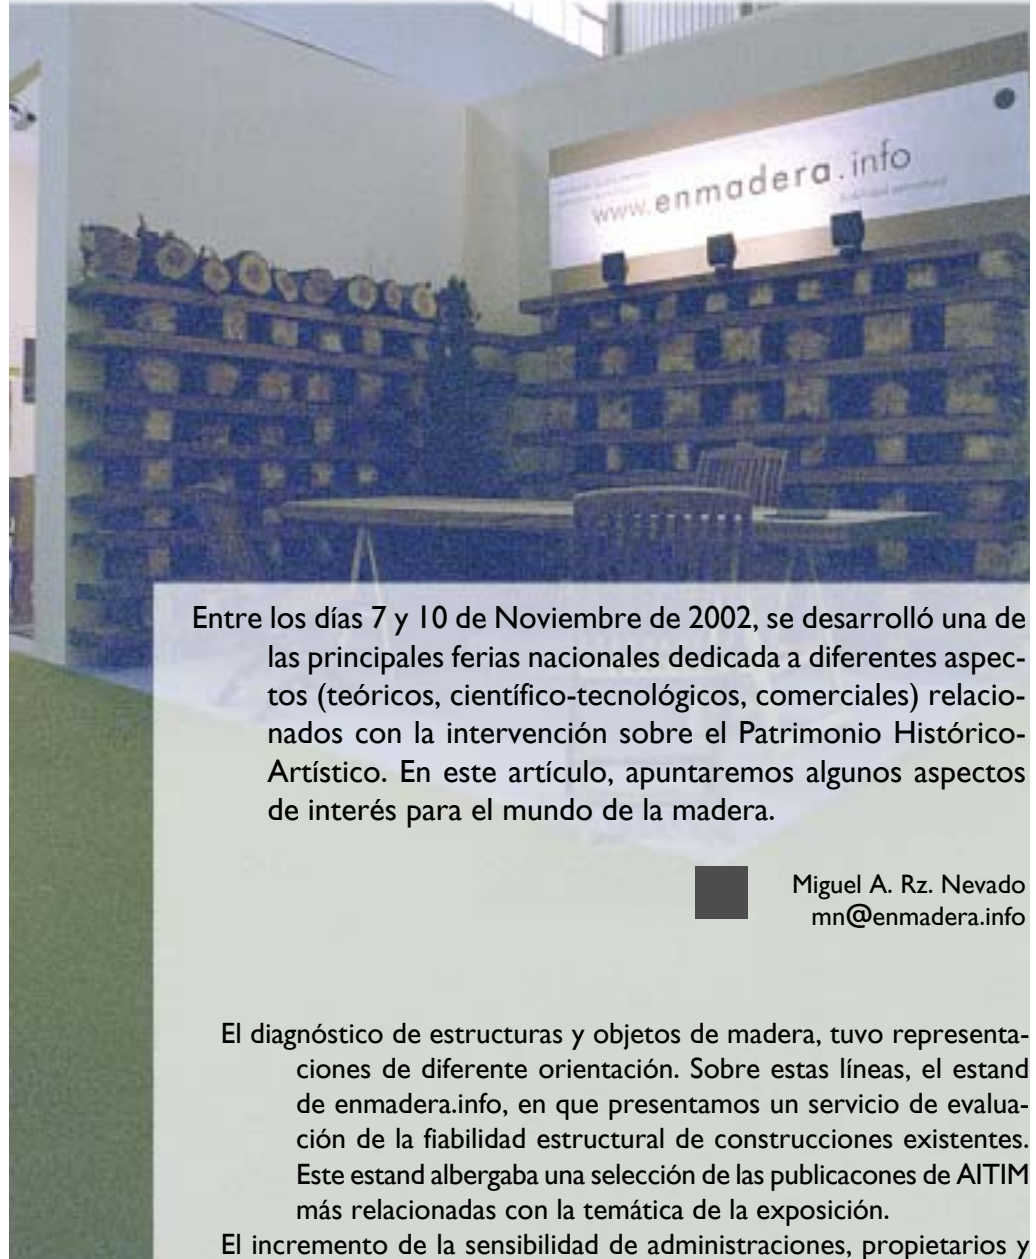 www.enmadera.info
Entre los días 7 y 10 de Noviembre de 2002, se desarrolló una de
las principales ferias nacionales dedicada a diferentes aspec-
tos (teóricos, científico-tecnológicos, comerciales) relacio-
nados con la intervención sobre el Patrimonio Histórico-
Artístico. En este artículo, apuntaremos algunos aspectos
de interés para el mundo de la madera.
Miguel A. Rz. Nevado
mn@enmadera.info
El diagnóstico de estructuras y objetos de madera, tuvo representa-
ciones de diferente orientación. Sobre estas líneas, el estand
de enmadera.info, en que presentamos un servicio de evalua-
ción de la fiabilidad estructural de construcciones existentes.
Este estand albergaba una selección de las publicacones de AITIM
más relacionadas con la temática de la exposición.
El incremento de la sensibilidad de administraciones, propietarios y